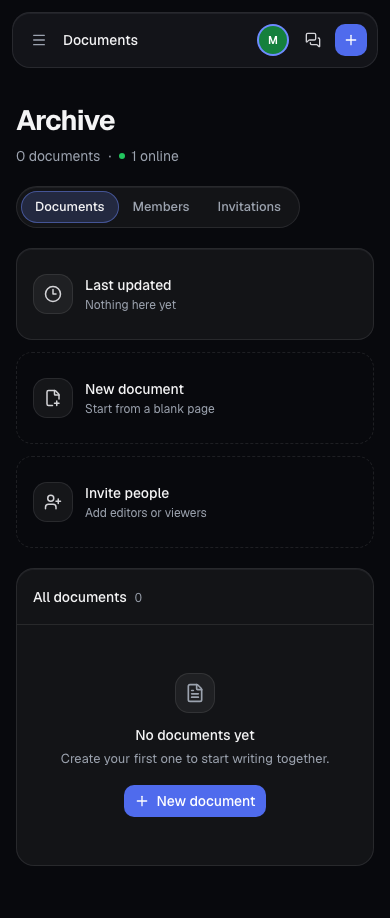 Documents
M
Archive
0 documents · 1 online
Documents Members Invitations
Last updated
Nothing here yet
New document
Start from a blank page
Invite people
Add editors or viewers
All documents 0
No documents yet
Create your first one to start writing together.
New document